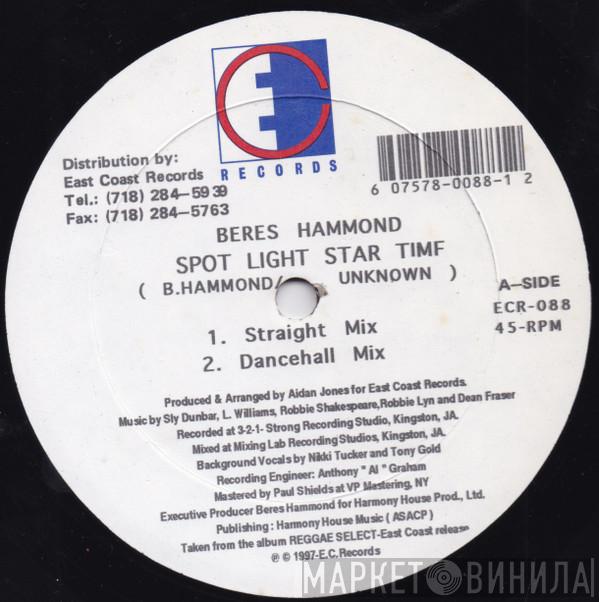 Distribution by:
East Coast Records
Tel.: (718) 284-5939
Fax: (718) 284-5763
RECORDS
6 07578-0088-1 2
BERES HAMMOND
SPOT LIGHT STAR TIMF
( B.HAMMOND/ UNKNOWN )
A-SIDE
ECR-088
45-RPM
1. Straight Mix
2. Dancehall Mix
Produced & Arranged by Aidan Jones for East Coast Records.
Music by Sly Dunbar, L. Williams, Robbie Shakespeare,Robbie Lyn and Dean Fraser
Recorded at 3-2-1- Strong Recording Studio, Kingston, JA.
Mixed at Mixing Lab Recording Studios, Kingston, JA.
Background Vocals by Nikki Tucker and Tony Gold
Recording Engineer: Anthony "Al" Graham
Mastered by Paul Shields at VP Mastering, NY
Executive Producer Beres Hammond for Harmony House Prod., Ltd.
Publishing : Harmony House Music ( ASACP )
Taken from the album REGGAE SELECT-East Coast release
℗ © 1997-E.C.Records
МАРКЕТ ВИНИЛА